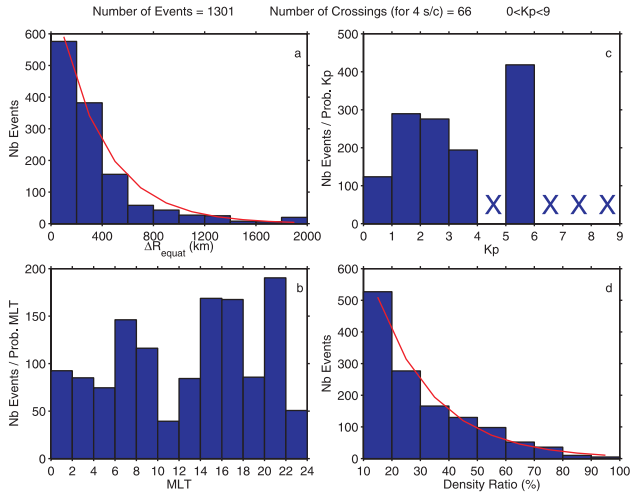 Number of Events = 1301 Number of Crossings (for 4 s/c) = 66 0<Kp<9
a
Nb Events
600
500
400
300
200
100
0
0 400 800 1200 1600 2000
ΔRequat (km)
c
Nb Events / Prob. Kp
500
400
300
200
100
0
X X X X
0 1 2 3 4 5 6 7 8 9
Kp
b
Nb Events / Prob. MLT
200
150
100
50
0
0 2 4 6 8 10 12 14 16 18 20 22 24
MLT
d
Nb Events
600
500
400
300
200
100
0
10 20 30 40 50 60 70 80 90 100
Density Ratio (%)